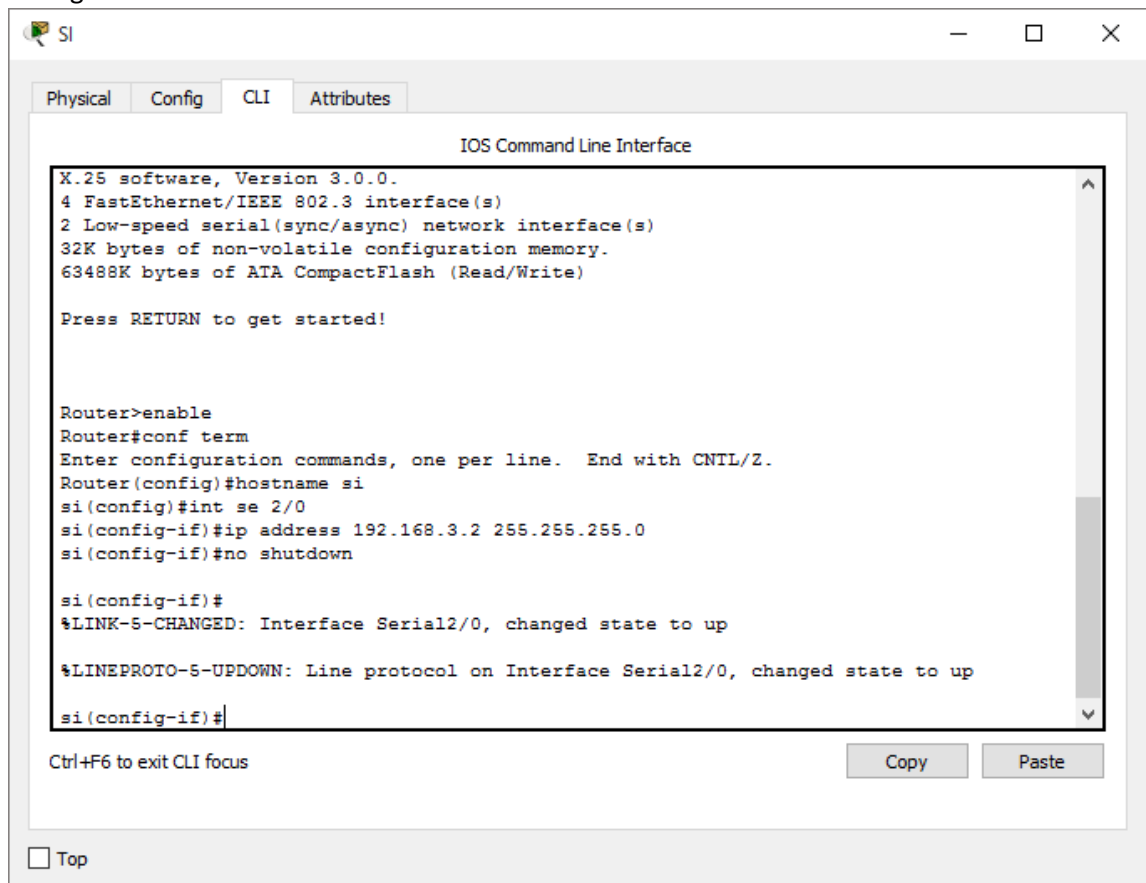 SI
Physical Config CLI Attributes
IOS Command Line Interface
X.25 software, Version 3.0.0.
4 FastEthernet/IEEE 802.3 interface(s)
2 Low-speed serial(sync/async) network interface(s)
32K bytes of non-volatile configuration memory.
63488K bytes of ATA CompactFlash (Read/Write)
Press RETURN to get started!
Router>enable
Router#conf term
Enter configuration commands, one per line.  End with CNTL/Z.
Router(config)#hostname si
si(config)#int se 2/0
si(config-if)#ip address 192.168.3.2 255.255.255.0
si(config-if)#no shutdown
si(config-if)#
%LINK-5-CHANGED: Interface Serial2/0, changed state to up
%LINEPROTO-5-UPDOWN: Line protocol on Interface Serial2/0, changed state to up
si(config-if)#
Ctrl+F6 to exit CLI focus
Copy Paste
Top